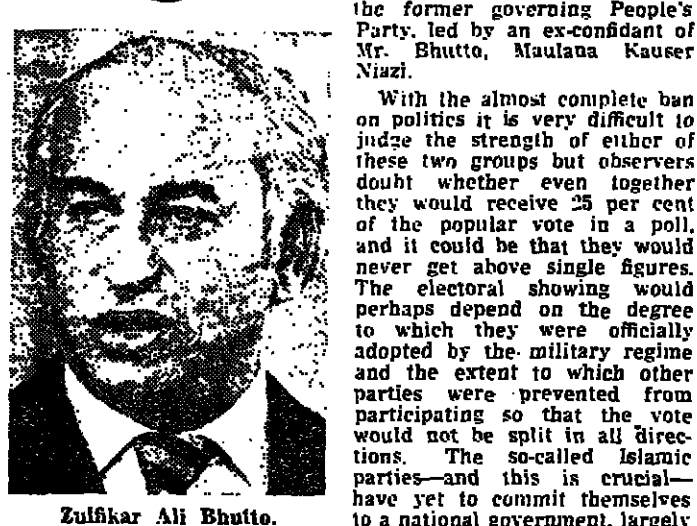 the former governing People's
Party, led by an ex-confidant of
Mr. Bhutto, Maulana Kauser
Niazi.
With the almost complete ban
on politics it is very difficult to
judge the strength of either of
these two groups but observers
doubt whether even together
they would receive 25 per cent
of the popular vote in a poll,
and it could be that they would
never get above single figures.
The electoral showing would
perhaps depend on the degree
to which they were officially
adopted by the military regime
and the extent to which other
parties were prevented from
participating so that the vote
would not be split in all direc-
tions. The so-called Islamic
parties—and this is crucial—
have yet to commit themselves
to a national government, largely
Zulfikar Ali Bhutto.